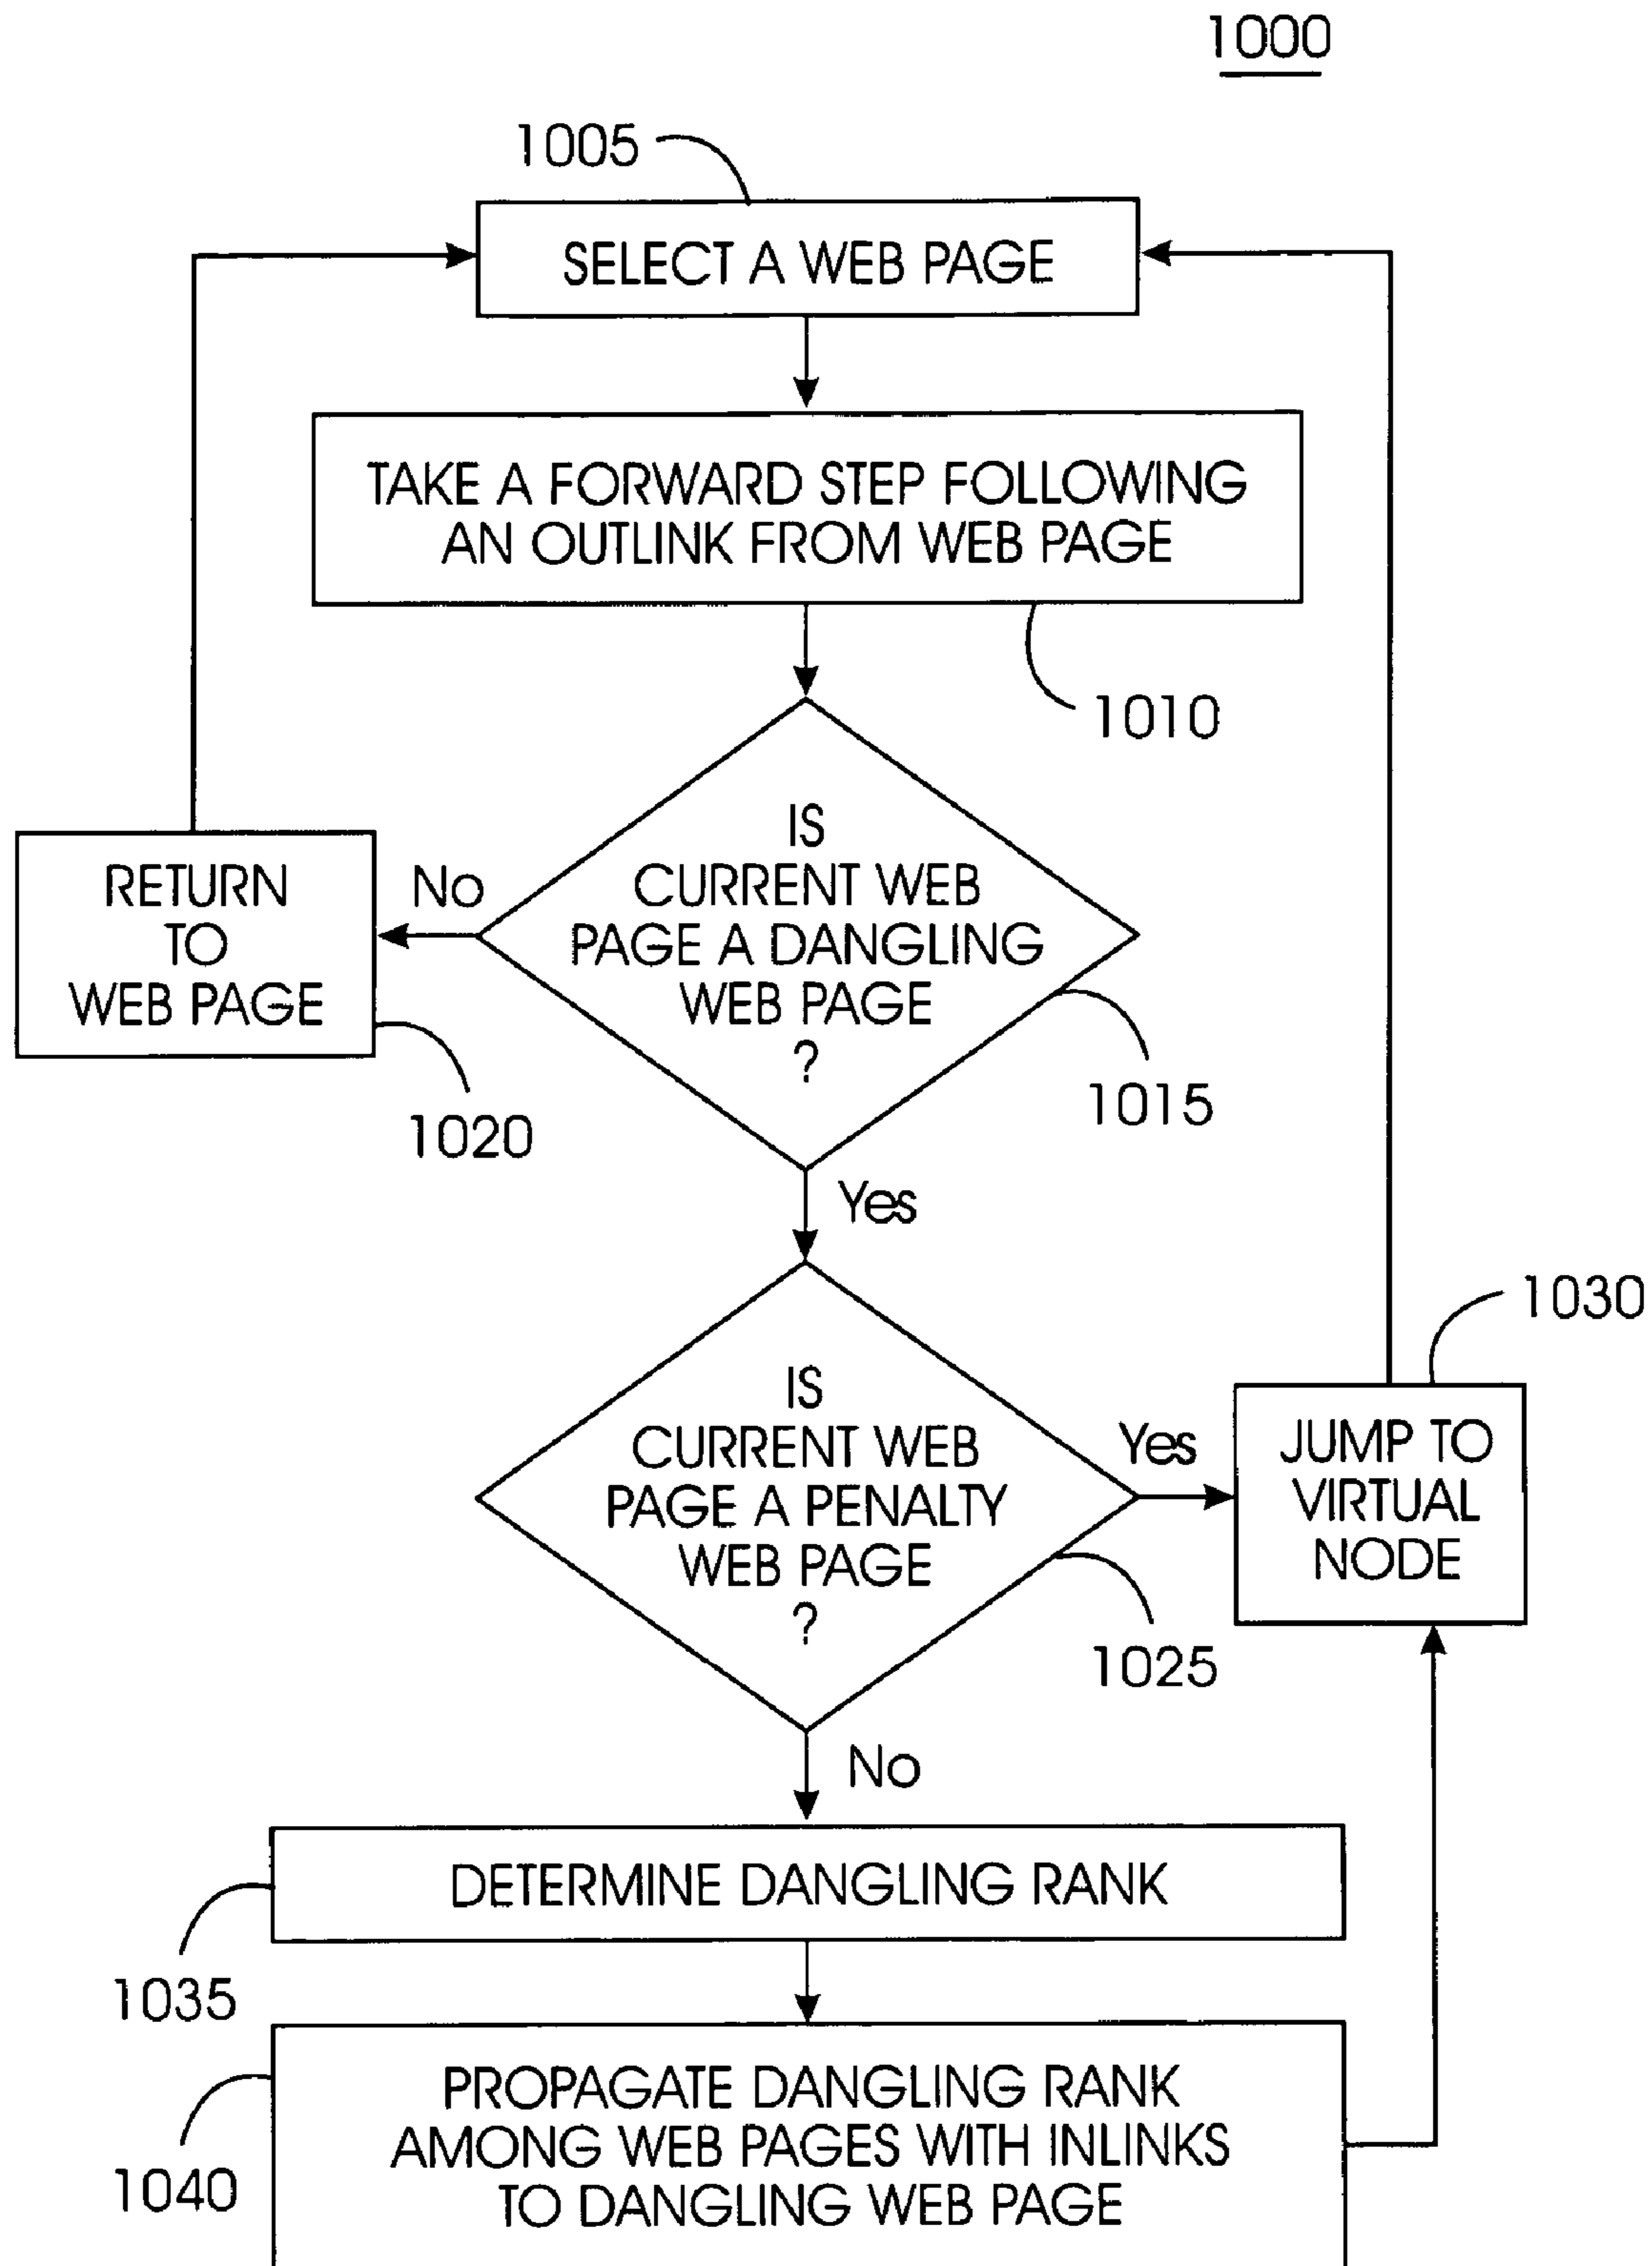 1000
1005
SELECT A WEB PAGE
TAKE A FORWARD STEP FOLLOWING
AN OUTLINK FROM WEB PAGE
1010
IS
CURRENT WEB
PAGE A DANGLING
WEB PAGE
?
1015
No
RETURN
TO
WEB PAGE
1020
Yes
IS
CURRENT WEB
PAGE A PENALTY
WEB PAGE
?
1025
Yes
1030
JUMP TO
VIRTUAL
NODE
No
DETERMINE DANGLING RANK
1035
PROPAGATE DANGLING RANK
AMONG WEB PAGES WITH INLINKS
TO DANGLING WEB PAGE
1040